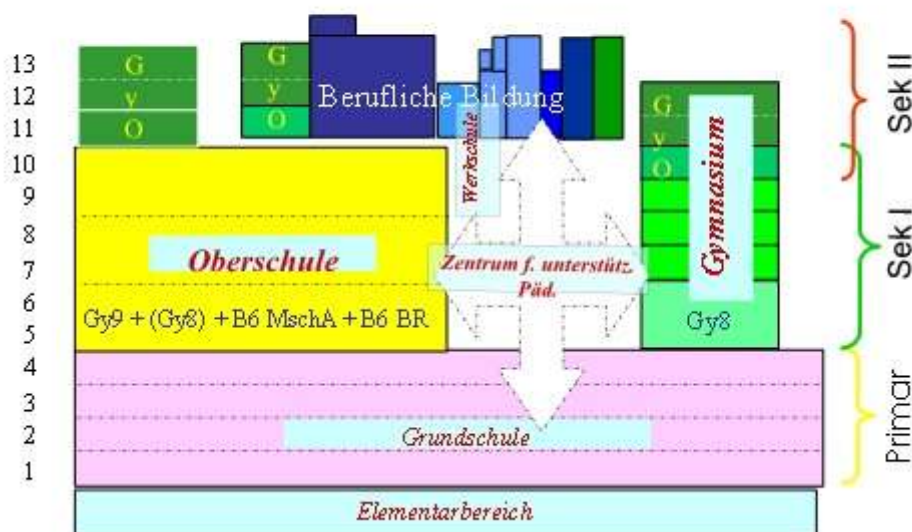 13
12
11
10
9
8
7
6
5
4
3
2
1
G
y
O
G
y
O
Berufliche Bildung
Werkschule
G
y
O
Gymnasium
Gy8
Oberschule
Gy9 + (Gy8) + B6 MschA + B6 BR
Zentrum f. unterstütz.
Päd.
Grundschule
Elementarbereich
Sek II
Sek I
Primar